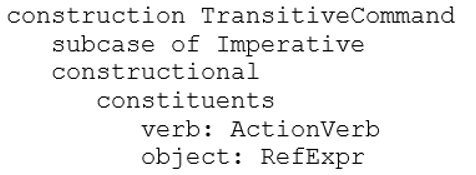 construction TransitiveCommand
subcase of Imperative
constructional
constituents
verb: ActionVerb
object: RefExpr